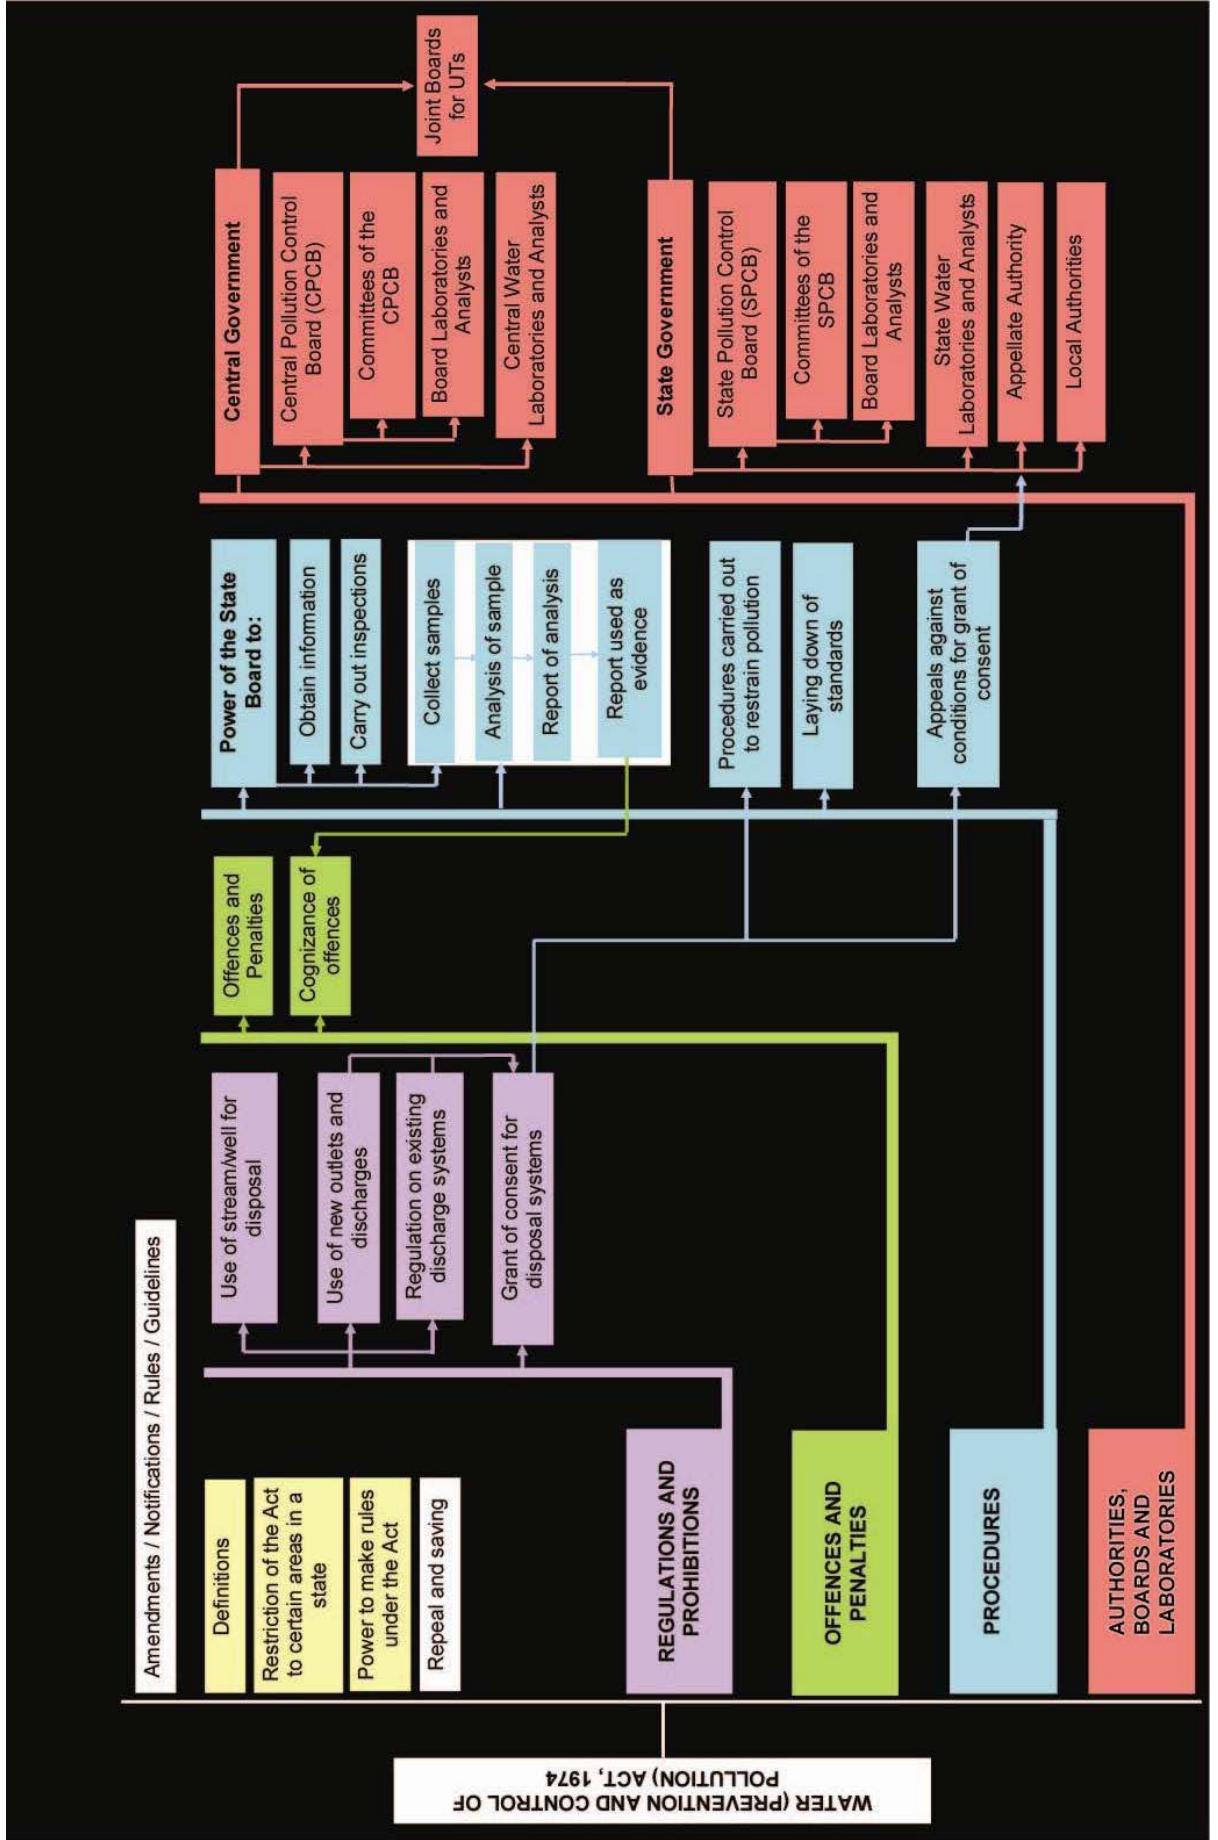 WATER (PREVENTION AND CONTROL OF
POLLUTION) ACT, 1974
Amendments / Notifications / Rules / Guidelines
Definitions
Restriction of the Act
to certain areas in a
state
Power to make rules
under the Act
Repeal and saving
REGULATIONS AND
PROHIBITIONS
OFFENCES AND
PENALTIES
PROCEDURES
AUTHORITIES,
BOARDS AND
LABORATORIES
Use of stream/well for
disposal
Use of new outlets and
discharges
Regulation on existing
discharge systems
Grant of consent for
disposal systems
Offences and
Penalties
Cognizance of
offences
Power of the State
Board to:
Obtain information
Carry out inspections
Collect samples
Analysis of sample
Report of analysis
Report used as
evidence
Procedures carried out
to restrain pollution
Laying down of
standards
Appeals against
conditions for grant of
consent
Central Government
Central Pollution Control
Board (CPCB)
Committees of the
CPCB
Board Laboratories and
Analysts
Central Water
Laboratories and Analysts
State Government
State Pollution Control
Board (SPCB)
Committees of the
SPCB
Board Laboratories and
Analysts
State Water
Laboratories and Analysts
Appellate Authority
Local Authorities
Joint Boards
for UTs